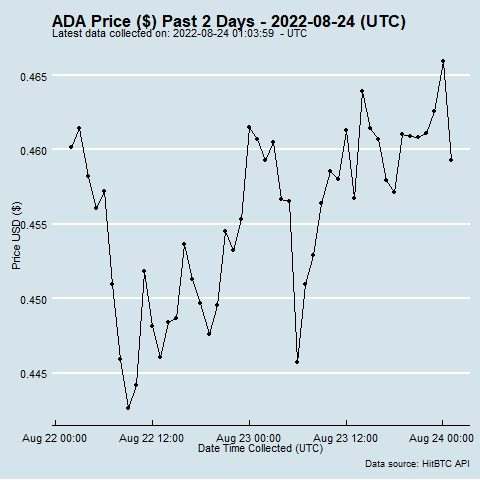 ADA Price ($) Past 2 Days - 2022-08-24 (UTC)
Latest data collected on: 2022-08-24 01:03:59 - UTC
0.465
0.460
0.455
0.450
0.445
Price USD ($)
Aug 22 00:00 Aug 22 12:00 Aug 23 00:00 Aug 23 12:00 Aug 24 00:00
Date Time Collected (UTC)
Data source: HitBTC API